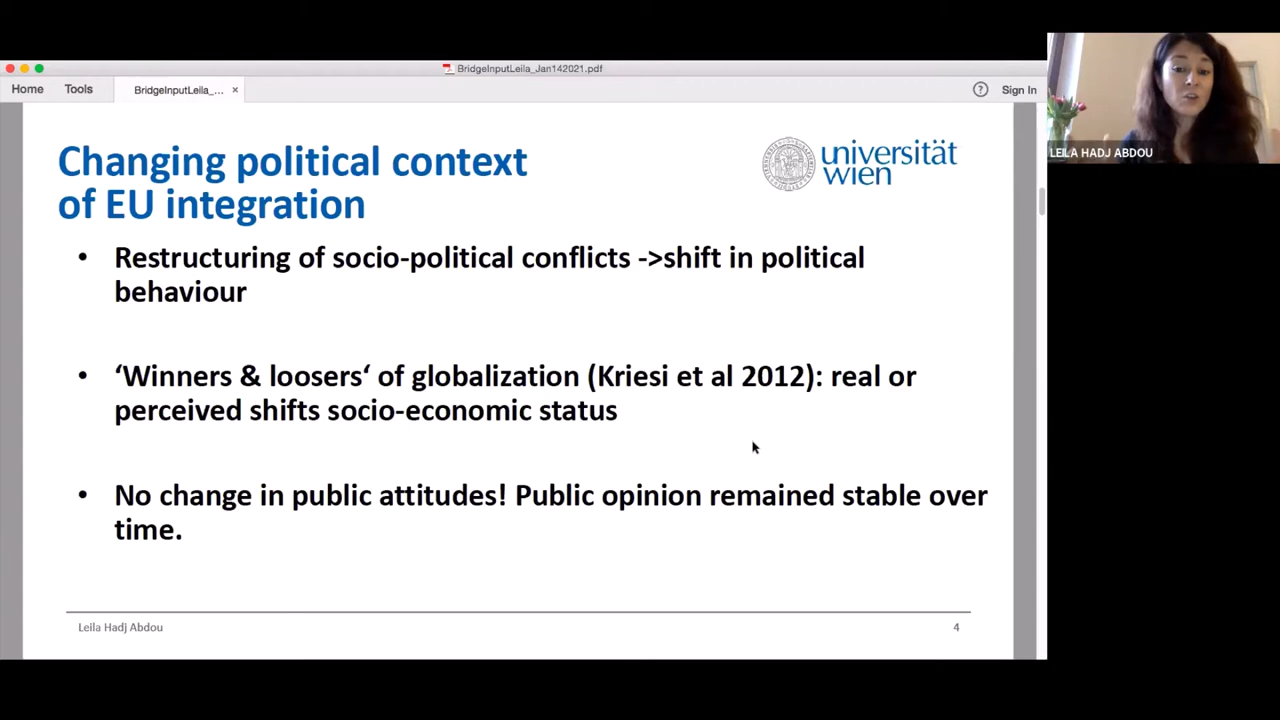 BridgeInputLeila_Jan142021.pdf
Home
Tools
BridgeInputLeila_... ×
? Sign In
LEILA HADJ ABDOU
Changing political context
of EU integration
universität
wien
• Restructuring of socio-political conflicts ->shift in political
behaviour
• ‘Winners & loosers‘ of globalization (Kriesi et al 2012): real or
perceived shifts socio-economic status
• No change in public attitudes! Public opinion remained stable over
time.
Leila Hadj Abdou
4